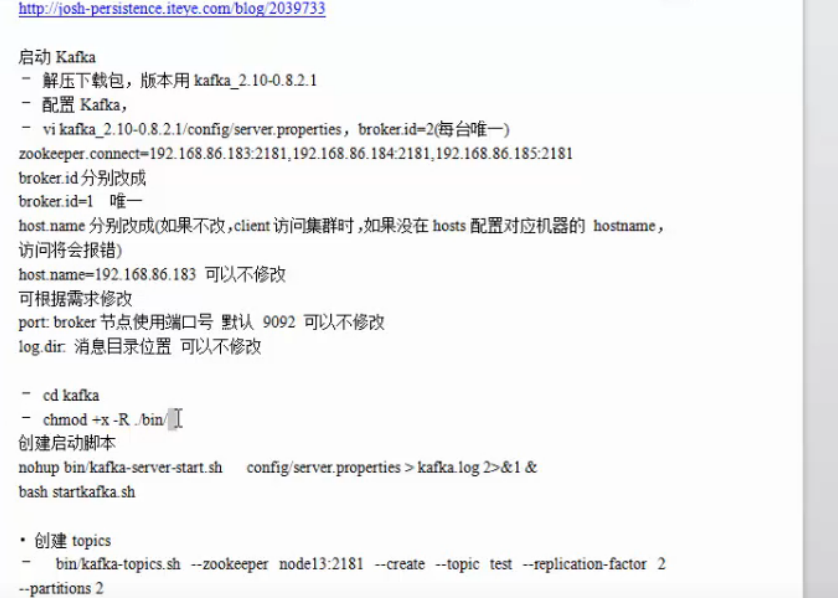 http://josh-persistence.iteye.com/blog/2039733
启动 Kafka
－ 解压下载包，版本用 kafka_2.10-0.8.2.1
－ 配置 Kafka，
－ vi kafka_2.10-0.8.2.1/config/server.properties，broker.id=2(每台唯一)
zookeeper.connect=192.168.86.183:2181,192.168.86.184:2181,192.168.86.185:2181
broker.id 分别改成
broker.id=1 唯一
host.name 分别改成(如果不改,client 访问集群时,如果没在 hosts 配置对应机器的 hostname，
访问将会报错)
host.name=192.168.86.183 可以不修改
可根据需求修改
port: broker 节点使用端口号 默认 9092 可以不修改
log.dir: 消息目录位置 可以不修改
－ cd kafka
－ chmod +x -R ./bin/
创建启动脚本
nohup bin/kafka-server-start.sh config/server.properties > kafka.log 2>&1 &
bash startkafka.sh
• 创建 topics
－ bin/kafka-topics.sh --zookeeper node13:2181 --create --topic test --replication-factor 2
--partitions 2